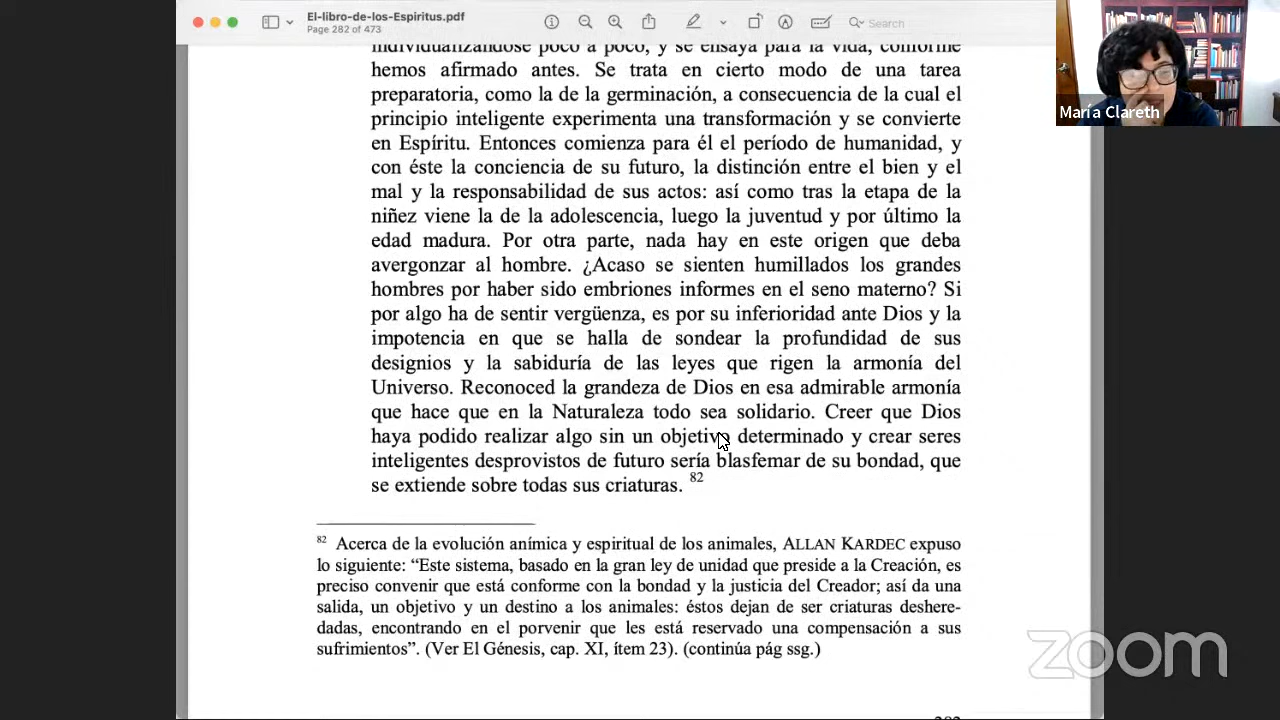 El-libro-de-los-Espiritus.pdf
Page 282 of 473
Search
individualizándose poco a poco, y se ensaya para la vida, conforme
hemos afirmado antes. Se trata en cierto modo de una tarea
preparatoria, como la de la germinación, a consecuencia de la cual el
principio inteligente experimenta una transformación y se convierte
en Espíritu. Entonces comienza para él el período de humanidad, y
con éste la conciencia de su futuro, la distinción entre el bien y el
mal y la responsabilidad de sus actos: así como tras la etapa de la
niñez viene la de la adolescencia, luego la juventud y por último la
edad madura. Por otra parte, nada hay en este origen que deba
avergonzar al hombre. ¿Acaso se sienten humillados los grandes
hombres por haber sido embriones informes en el seno materno? Si
por algo ha de sentir vergüenza, es por su inferioridad ante Dios y la
impotencia en que se halla de sondear la profundidad de sus
designios y la sabiduría de las leyes que rigen la armonía del
Universo. Reconoced la grandeza de Dios en esa admirable armonía
que hace que en la Naturaleza todo sea solidario. Creer que Dios
haya podido realizar algo sin un objetivo determinado y crear seres
inteligentes desprovistos de futuro sería blasfemar de su bondad, que
se extiende sobre todas sus criaturas. 82
82 Acerca de la evolución anímica y espiritual de los animales, ALLAN KARDEC expuso
lo siguiente: “Este sistema, basado en la gran ley de unidad que preside a la Creación, es
preciso convenir que está conforme con la bondad y la justicia del Creador; así da una
salida, un objetivo y un destino a los animales: éstos dejan de ser criaturas deshere-
dadas, encontrando en el porvenir que les está reservado una compensación a sus
sufrimientos”. (Ver El Génesis, cap. XI, ítem 23). (continúa pág ssg.)
María Clareth
zoom